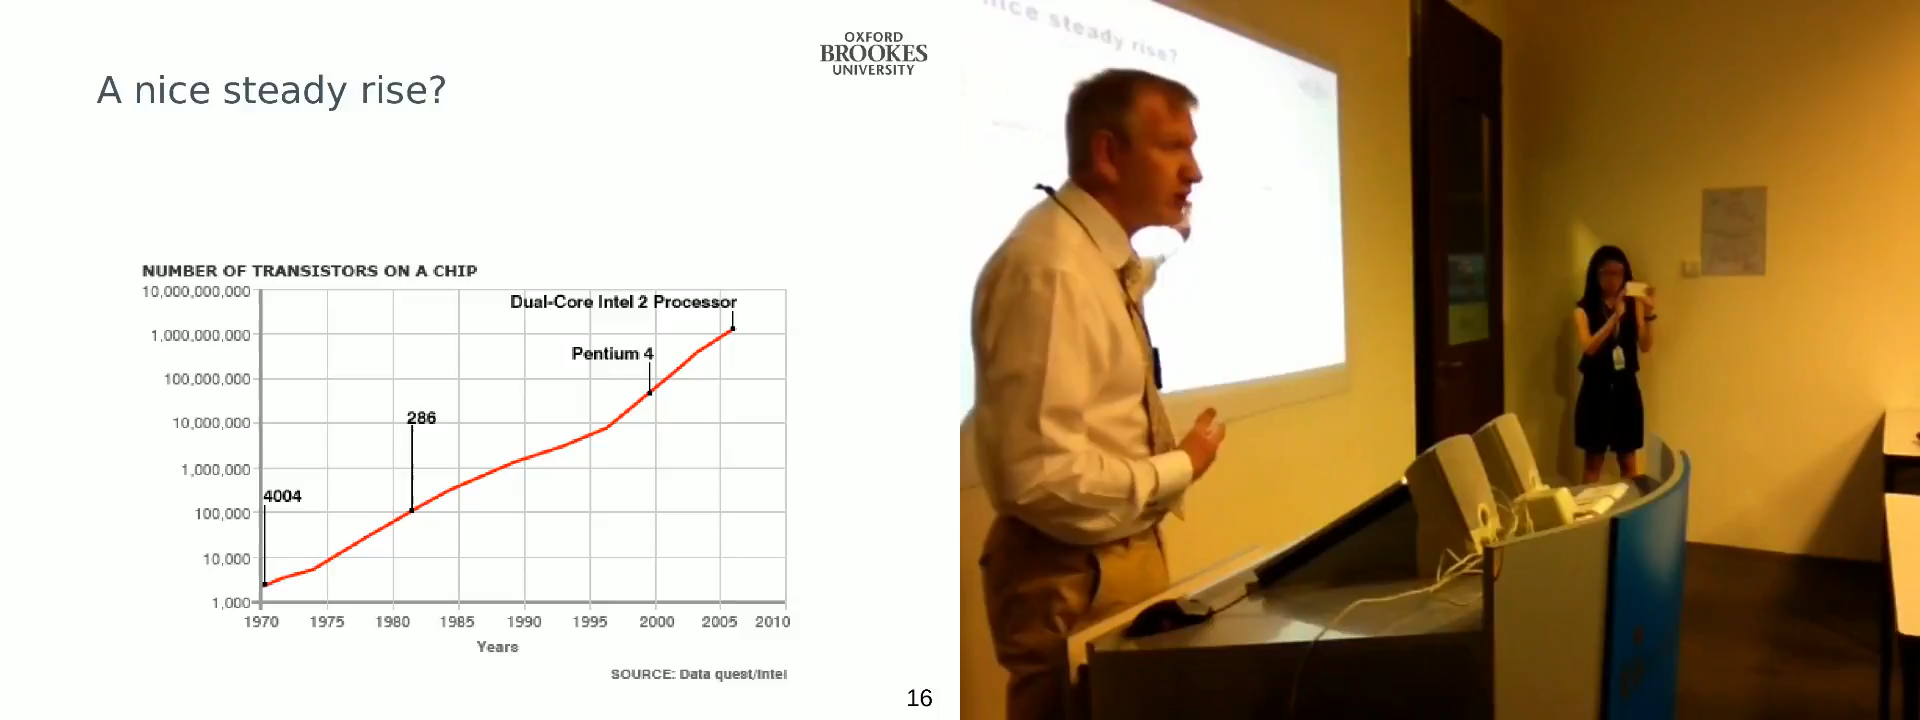 OXFORD
BROOKES
UNIVERSITY
A nice steady rise?
NUMBER OF TRANSISTORS ON A CHIP
10,000,000,000
1,000,000,000
100,000,000
10,000,000
1,000,000
100,000
10,000
1,000
Dual-Core Intel 2 Processor
Pentium 4
286
4004
1970 1975 1980 1985 1990 1995 2000 2005 2010
Years
SOURCE: Data quest/Intel
16
nice steady rise?